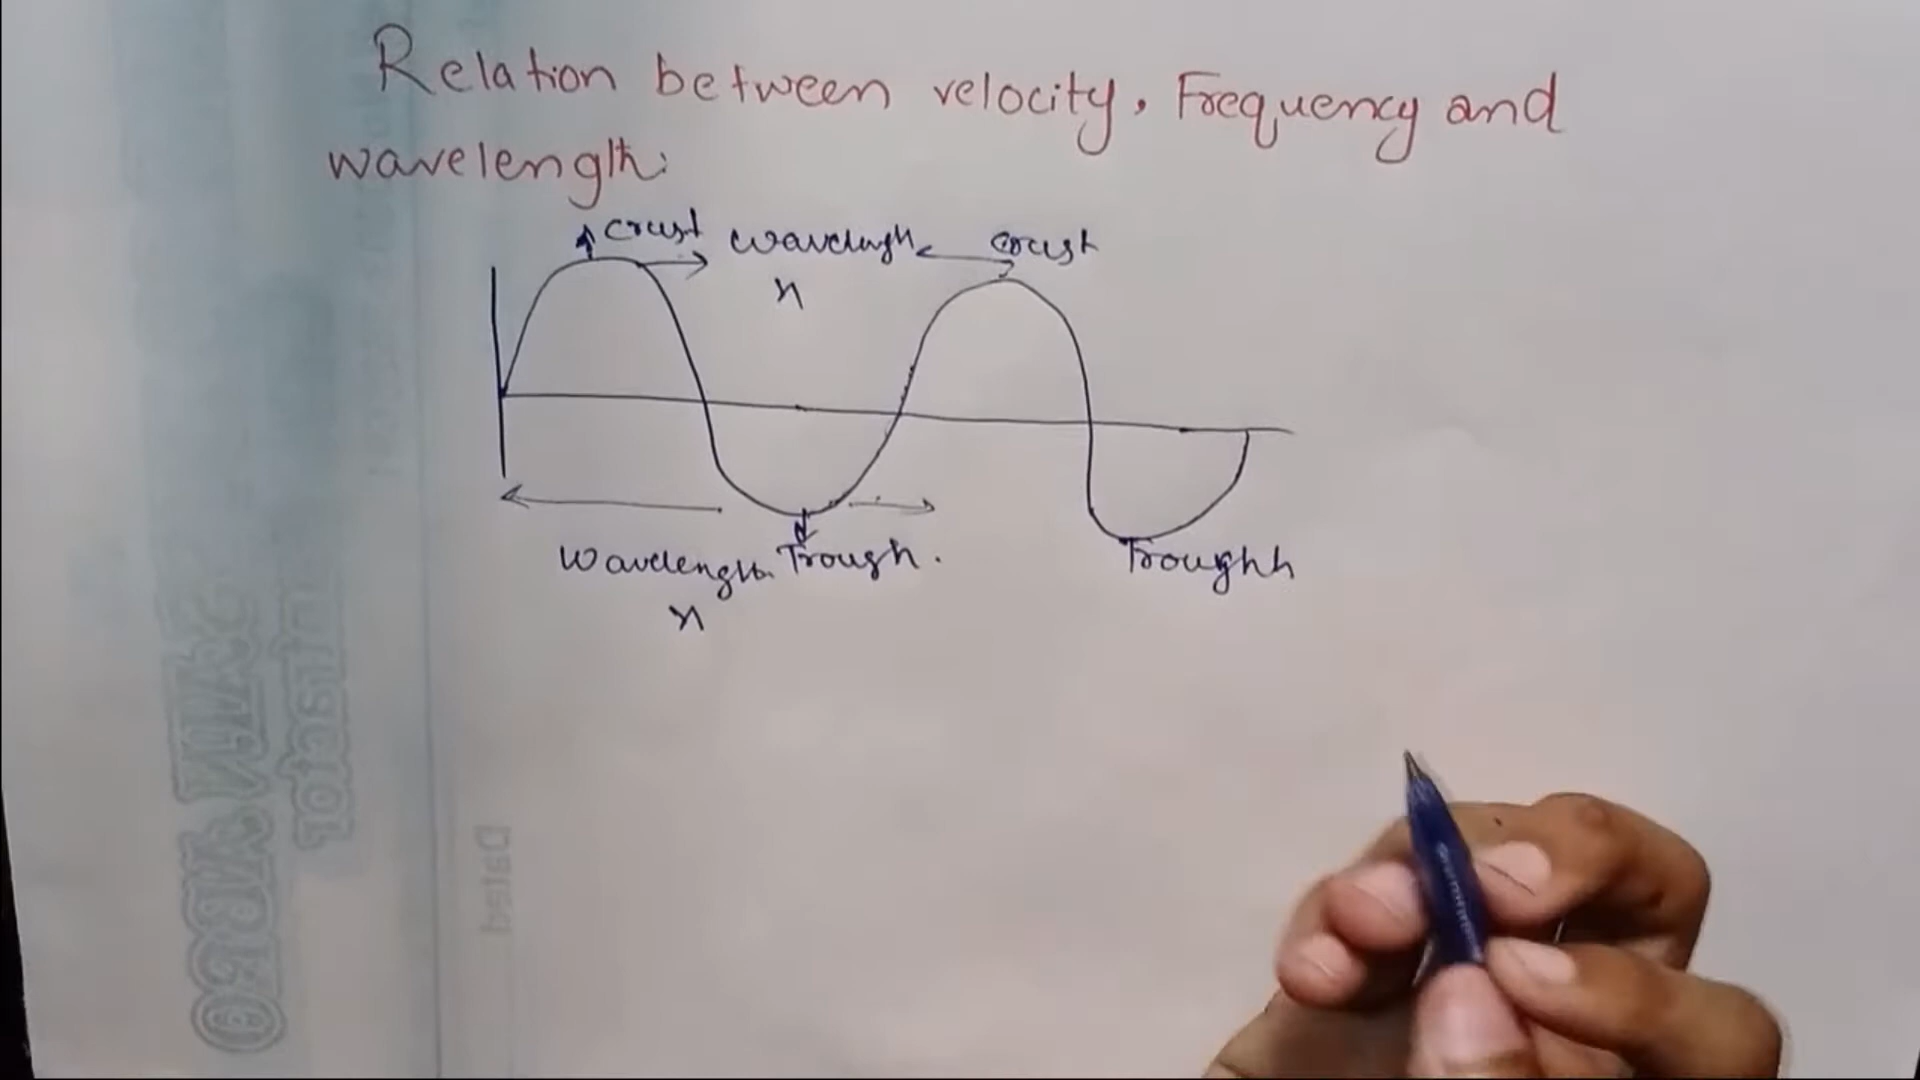 Relation between velocity, Frequency and
wavelength:
crust wavelength crust
λ
Wavelength Trough.
Troughh
λ